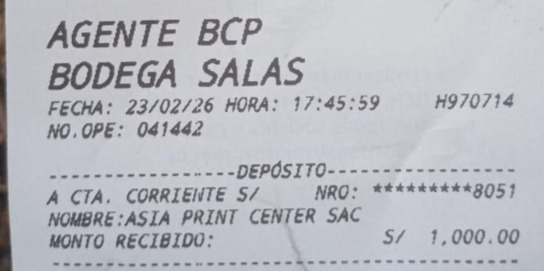 AGENTE BCP
BODEGA SALAS
FECHA: 23/02/26 HORA: 17:45:59 H970714
NO.OPE: 041442
------------------DEPÓSITO------------------
A CTA. CORRIENTE S/ NRO: *********8051
NOMBRE:ASIA PRINT CENTER SAC
MONTO RECIBIDO: S/ 1,000.00
--------------------------------------------